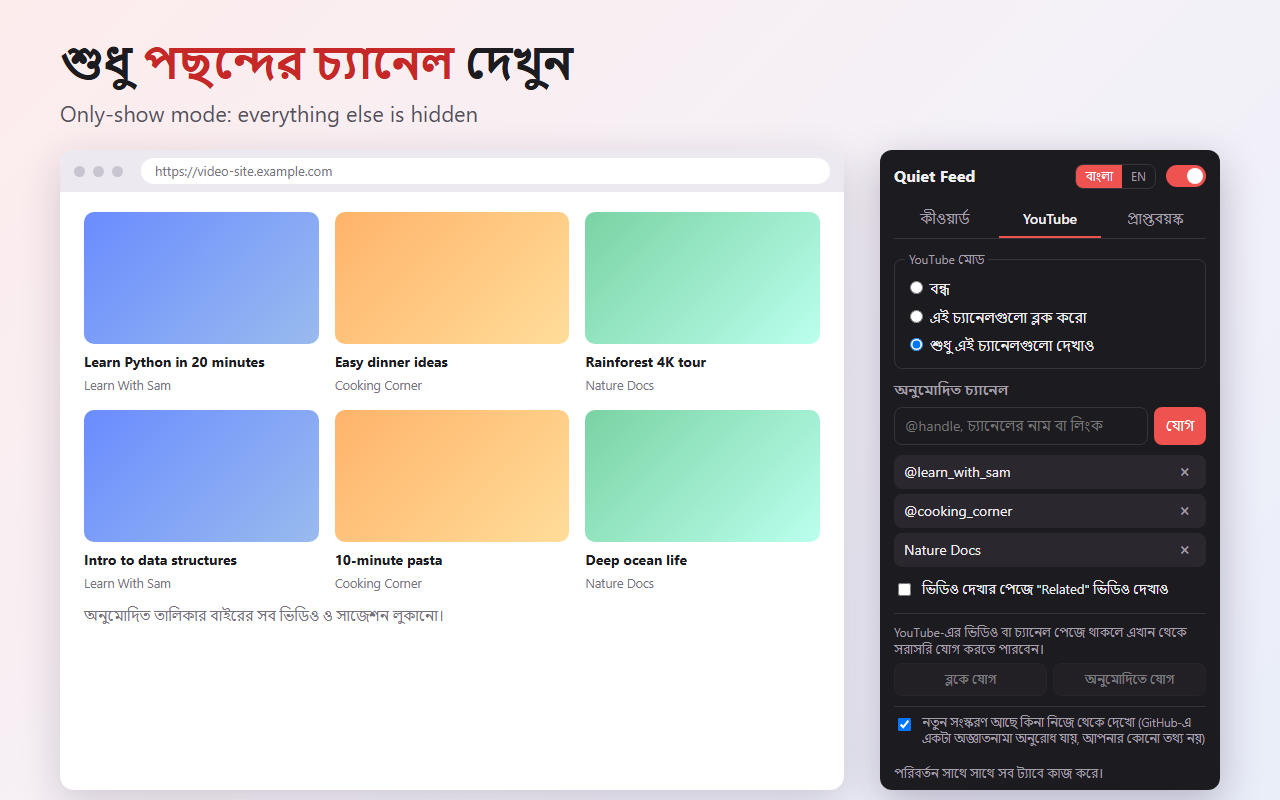 শুধু পছন্দের চ্যানেল দেখুন
Only-show mode: everything else is hidden
https://video-site.example.com
Learn Python in 20 minutes
Learn With Sam
Easy dinner ideas
Cooking Corner
Rainforest 4K tour
Nature Docs
Intro to data structures
Learn With Sam
10-minute pasta
Cooking Corner
Deep ocean life
Nature Docs
অনুমোদিত তালিকার বাইরের সব ভিডিও ও সাজেশন লুকানো।
Quiet Feed
বাংলা
EN
কীওয়ার্ড
YouTube
প্রাপ্তবয়স্ক
YouTube মোড
বন্ধ
এই চ্যানেলগুলো ব্লক করো
শুধু এই চ্যানেলগুলো দেখাও
অনুমোদিত চ্যানেল
@handle, চ্যানেলের নাম বা লিংক
যোগ
@learn_with_sam ×
@cooking_corner ×
Nature Docs ×
ভিডিও দেখার পেজে "Related" ভিডিও দেখাও
YouTube-এর ভিডিও বা চ্যানেল পেজে থাকলে এখান থেকে
সরাসরি যোগ করতে পারবেন।
ব্লকে যোগ
অনুমোদিতে যোগ
নতুন সংস্করণ আছে কিনা নিজে থেকে দেখো (GitHub-এ
একটা অজ্ঞাতনামা অনুরোধ যায়, আপনার কোনো তথ্য নয়)
পরিবর্তন সাথে সাথে সব ট্যাবে কাজ করে।